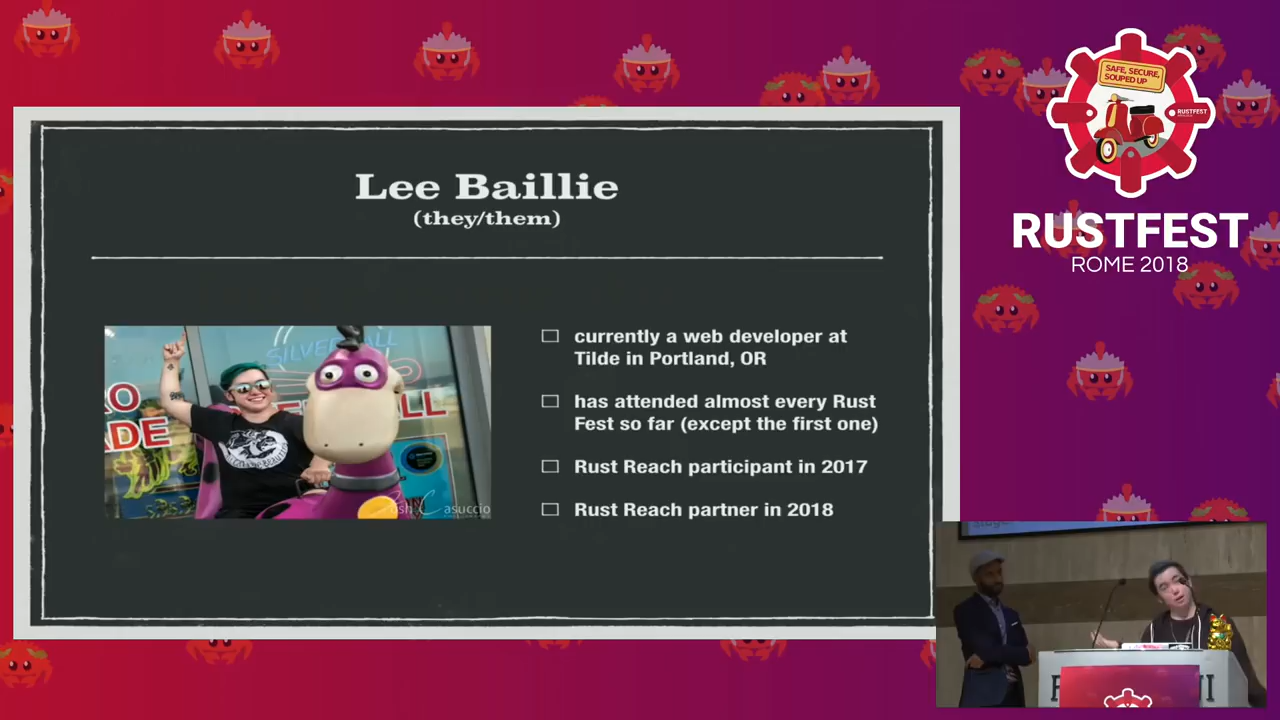 SAFE, SECURE,
SOUPED UP
RUSTFEST
RUSTFEST
ROME 2018
Lee Baillie
(they/them)
currently a web developer at
Tilde in Portland, OR
has attended almost every Rust
Fest so far (except the first one)
Rust Reach participant in 2017
Rust Reach partner in 2018